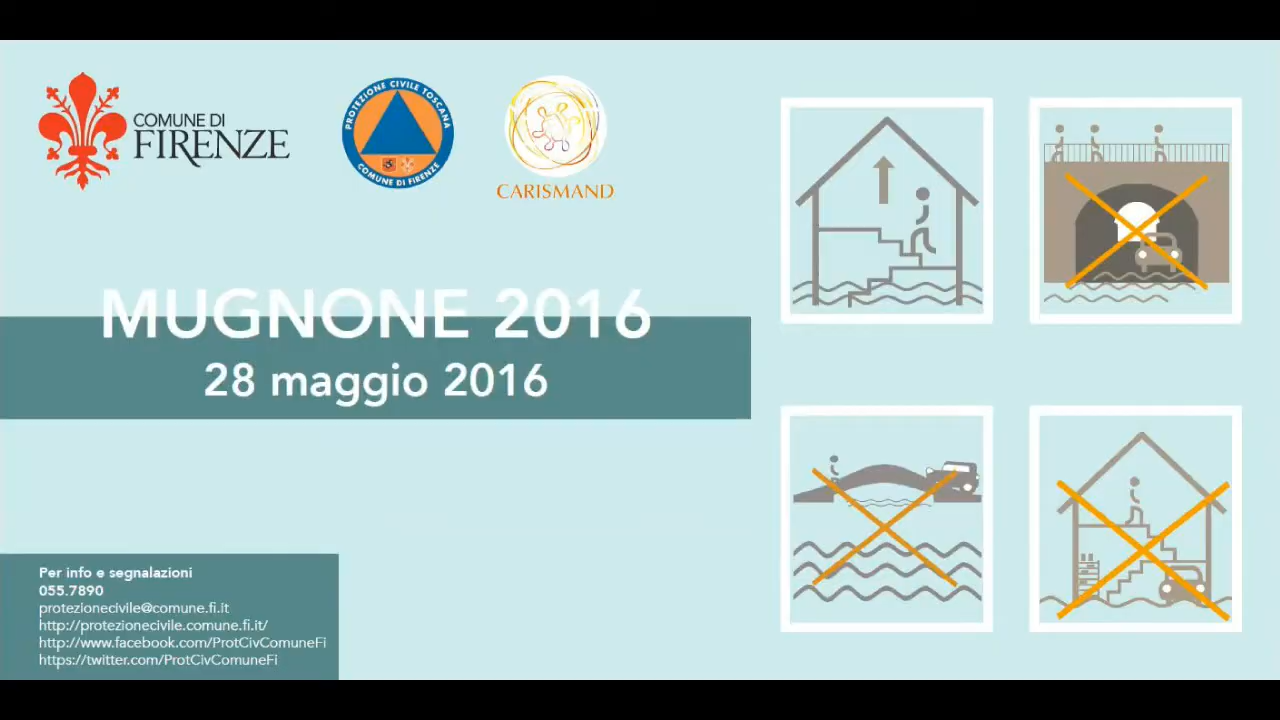 COMUNE DI
FIRENZE
PROTEZIONE CIVILE TOSCANA
COMUNE DI FIRENZE
CARISMAND
MUGNONE 2016
28 maggio 2016
Per info e segnalazioni
055.7890
protezionecivile@comune.fi.it
http://protezionecivile.comune.fi.it/
http://www.facebook.com/ProtCivComuneFi
https://twitter.com/ProtCivComuneFi